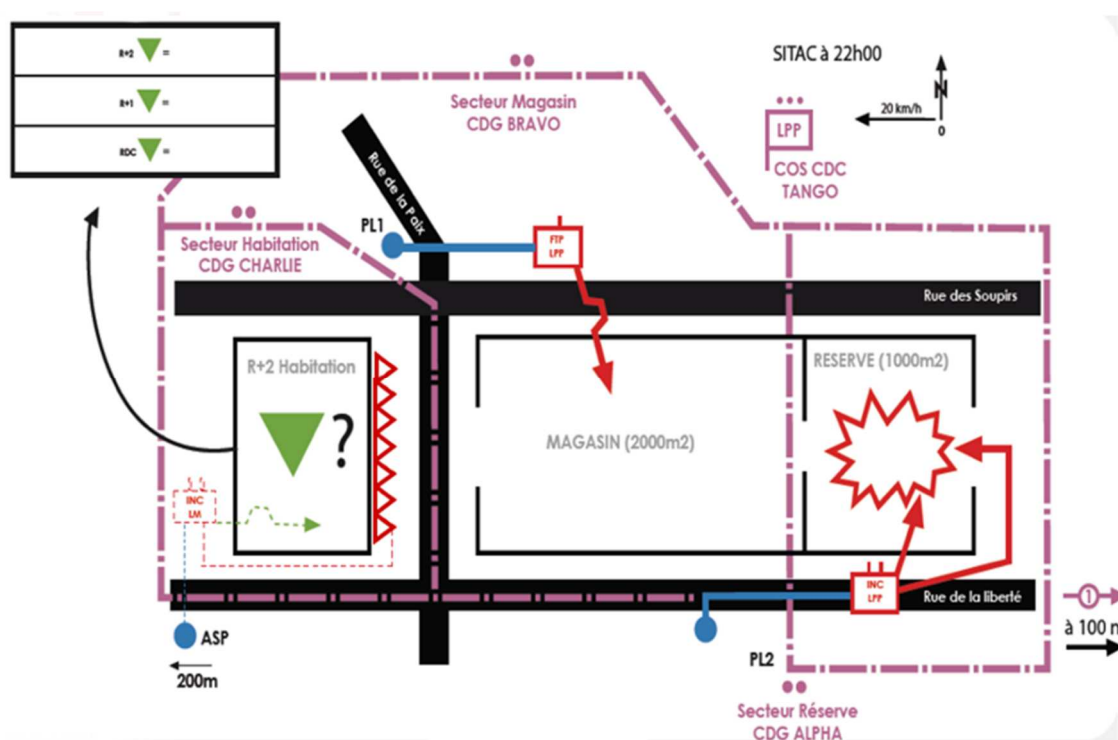 R+2 =
R+1 =
RDC =
SITAC à 22h00
N
20 km/h
0
LPP
COS CDC
TANGO
Secteur Magasin
CDG BRAVO
Rue de la Paix
PL1
FTP
LPP
Secteur Habitation
CDG CHARLIE
Rue des Soupirs
R+2 Habitation
?
MAGASIN (2000m2)
RESERVE (1000m2)
INC
LM
INC
LPP
Rue de la liberté
1
à 100
ASP
200m
PL2
Secteur Réserve
CDG ALPHA